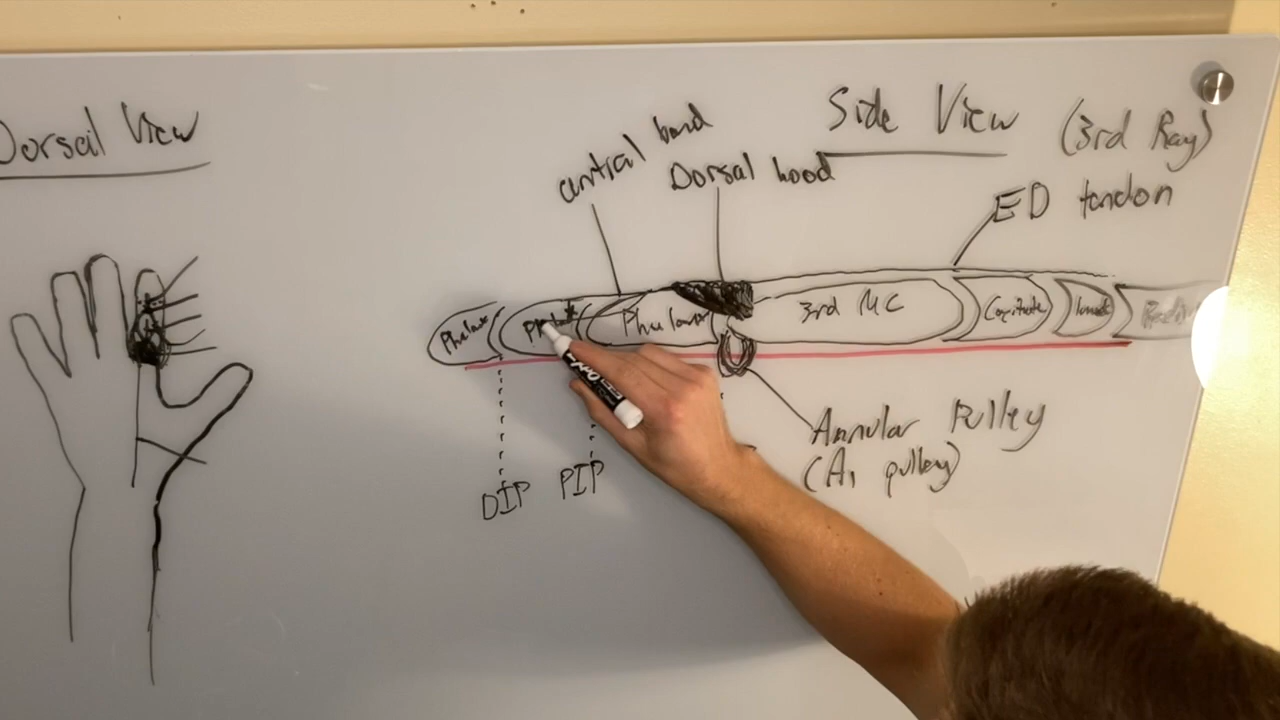 Dorsal View
Side View (3rd Ray)
central band
Dorsal hood
ED tendon
Phalanx
3rd MC
Capitate
Lunate
Radius
Annular Pulley
(A1 pulley)
DIP
PIP